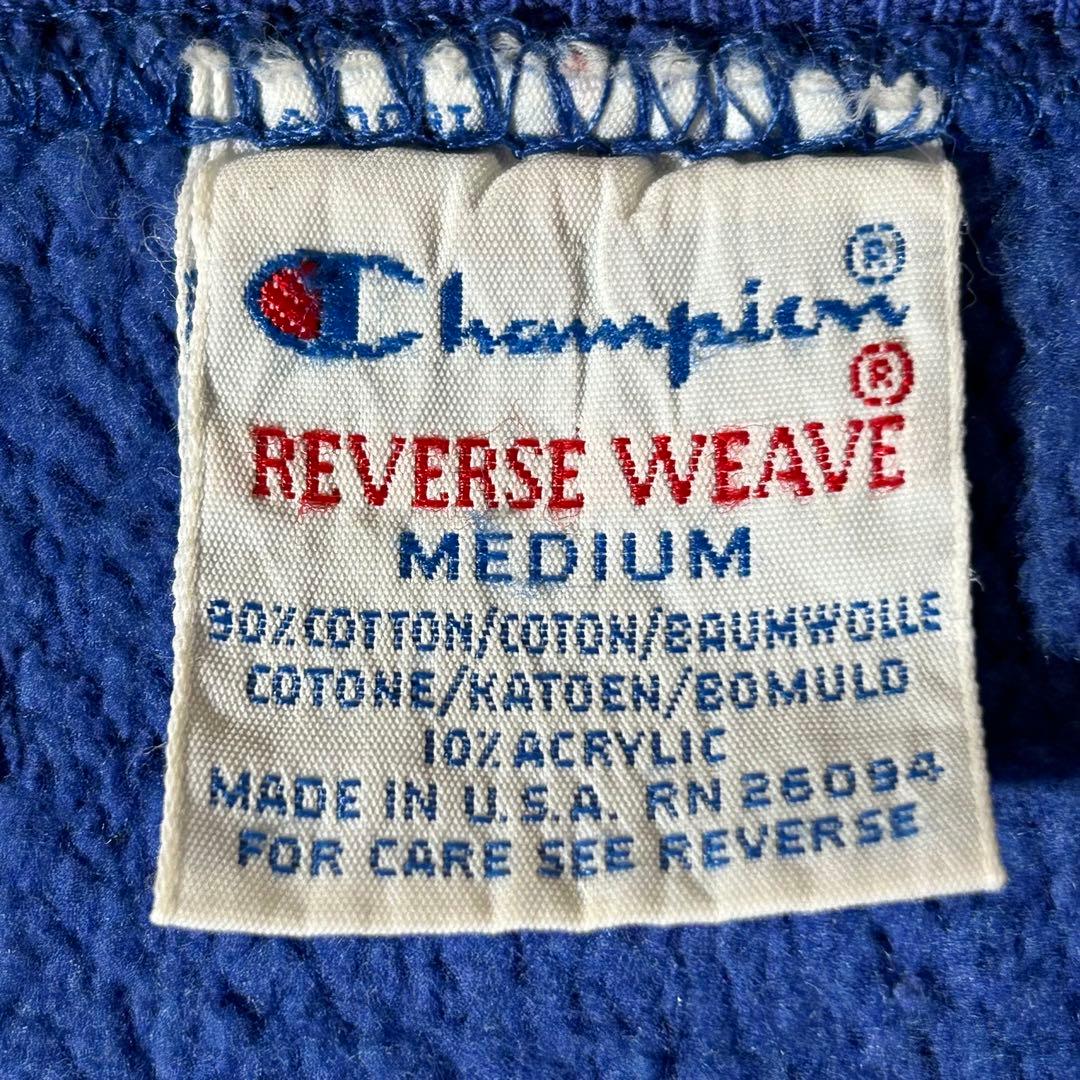 Champion®
REVERSE WEAVE®
MEDIUM
90%COTTON/COTON/BAUMWOLLE
COTONE/KATOEN/BOMULD
10%ACRYLIC
MADE IN U.S.A. RN 26094
FOR CARE SEE REVERSE